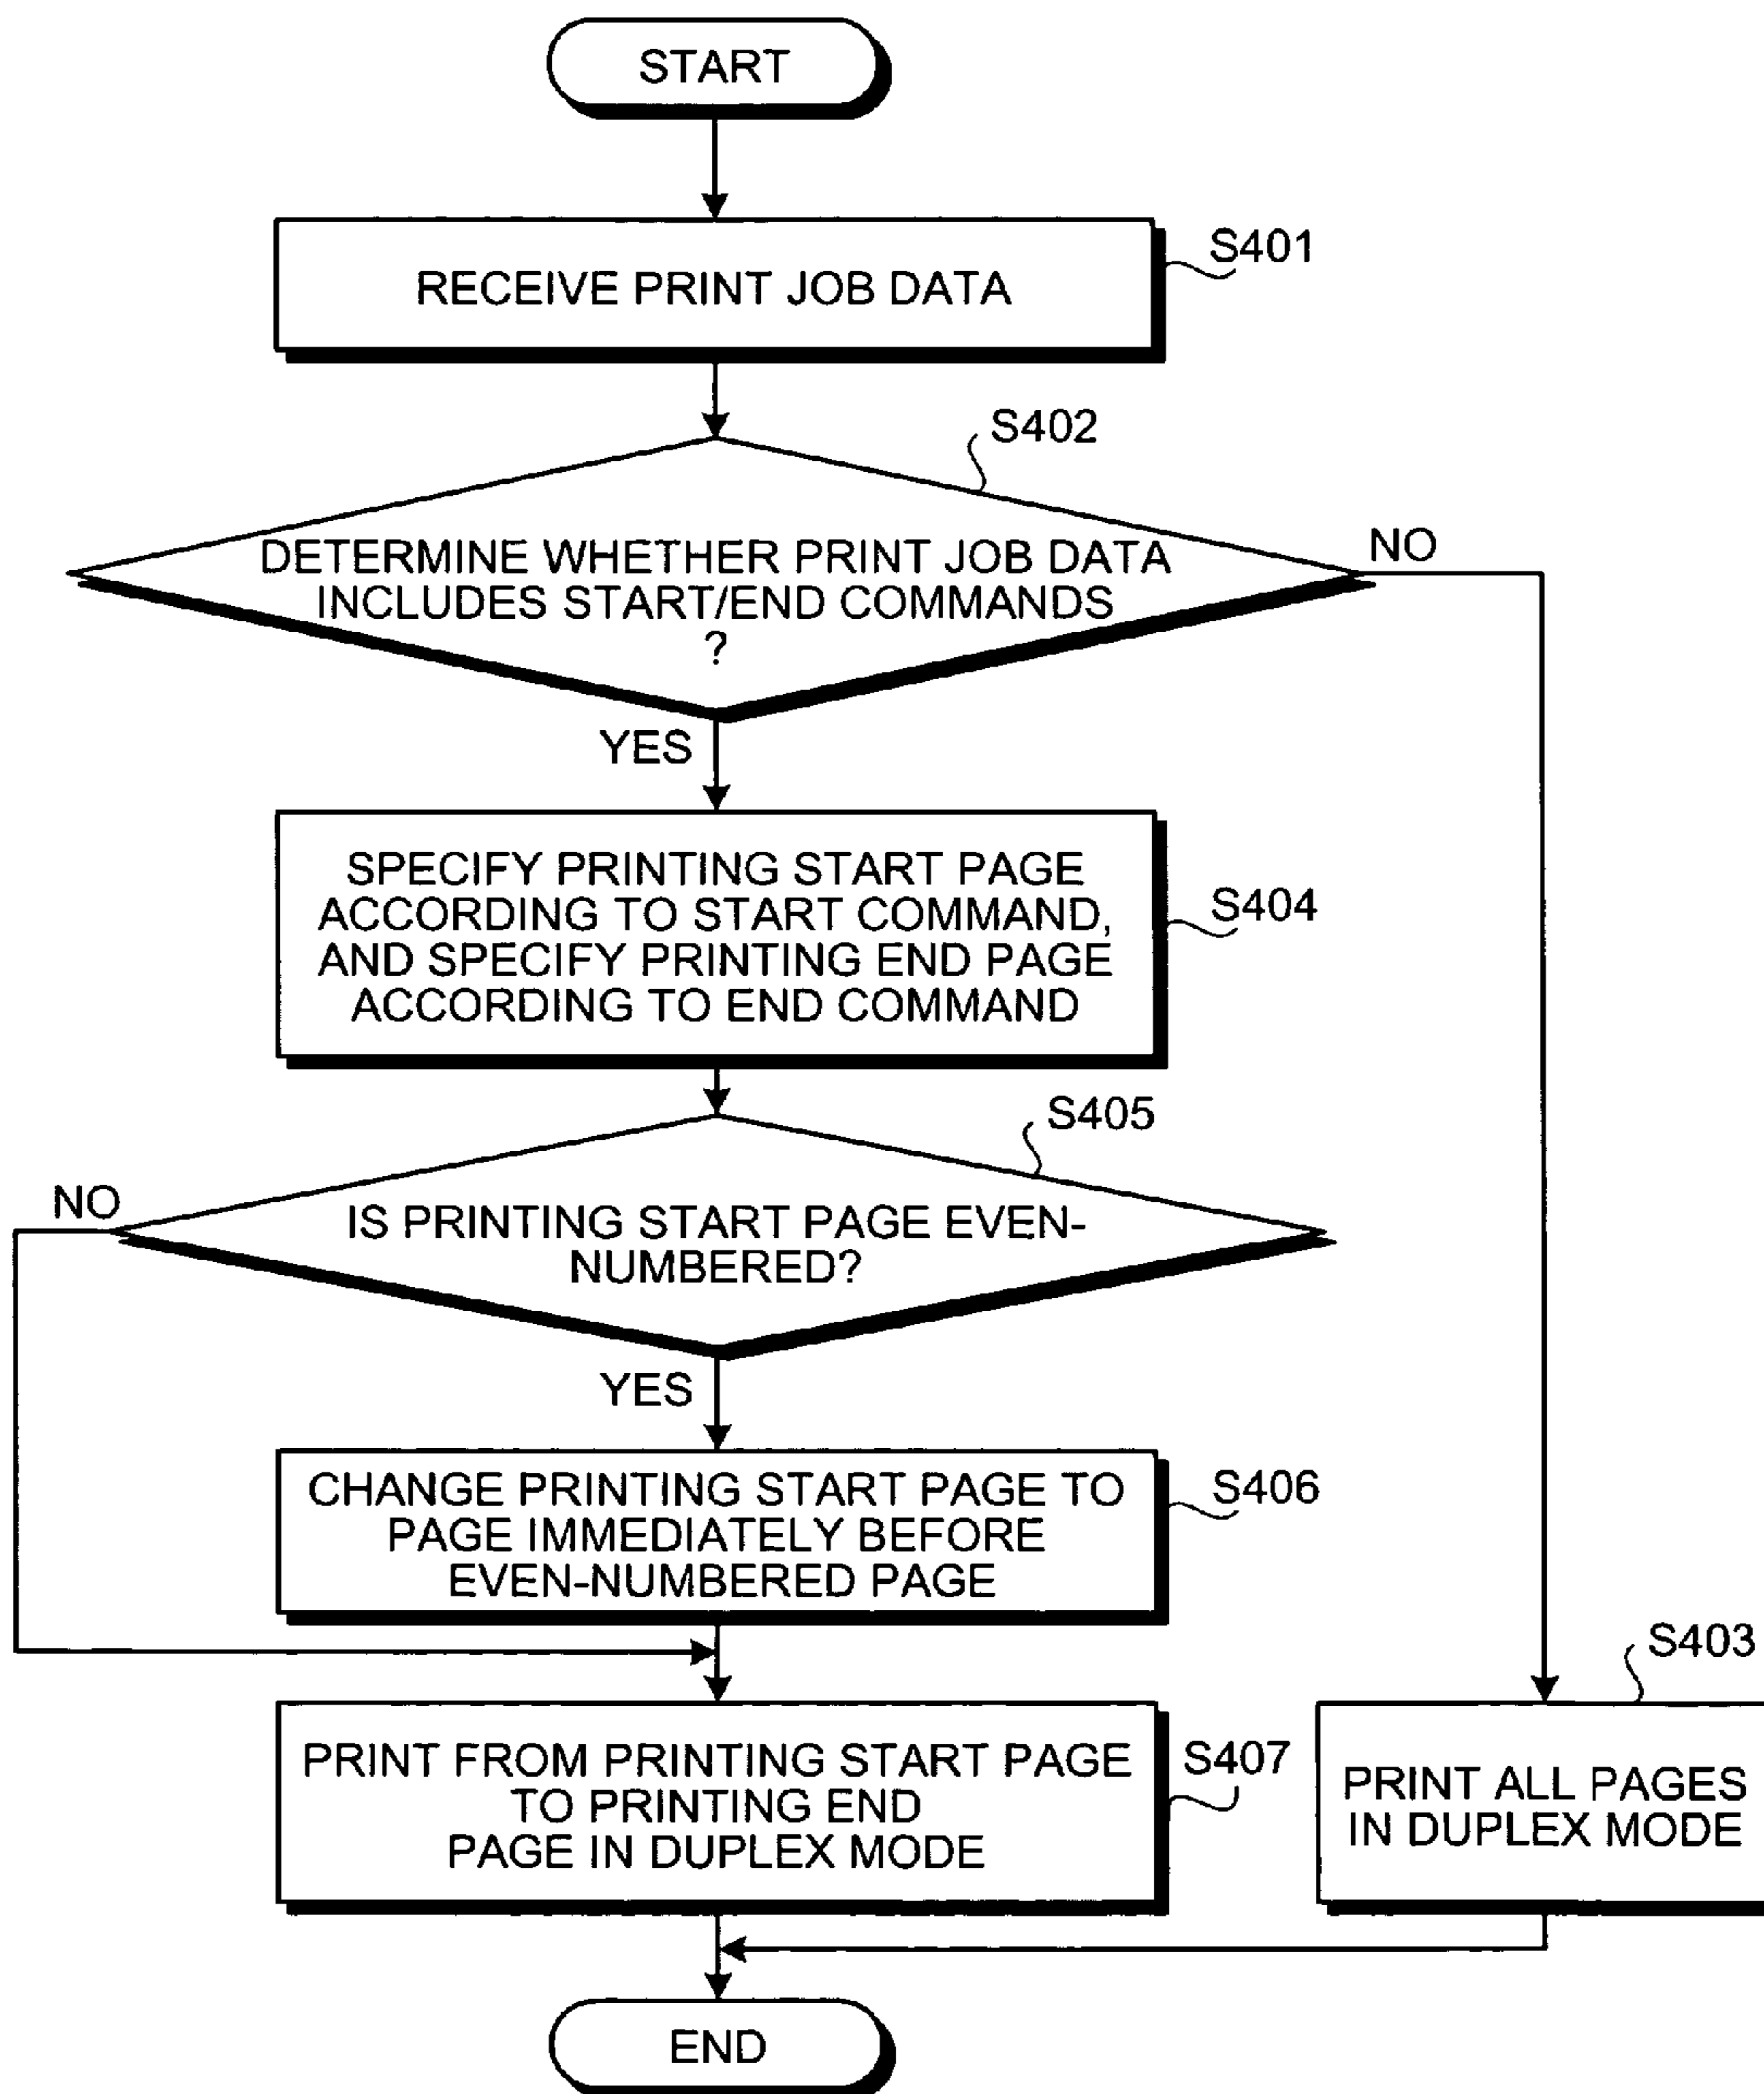 START
RECEIVE PRINT JOB DATA
S401
S402
DETERMINE WHETHER PRINT JOB DATA
INCLUDES START/END COMMANDS
?
NO
YES
SPECIFY PRINTING START PAGE
ACCORDING TO START COMMAND,
AND SPECIFY PRINTING END PAGE
ACCORDING TO END COMMAND
S404
S405
IS PRINTING START PAGE EVEN-
NUMBERED?
NO
YES
CHANGE PRINTING START PAGE TO
PAGE IMMEDIATELY BEFORE
EVEN-NUMBERED PAGE
S406
PRINT FROM PRINTING START PAGE
TO PRINTING END
PAGE IN DUPLEX MODE
S407
S403
PRINT ALL PAGES
IN DUPLEX MODE
END